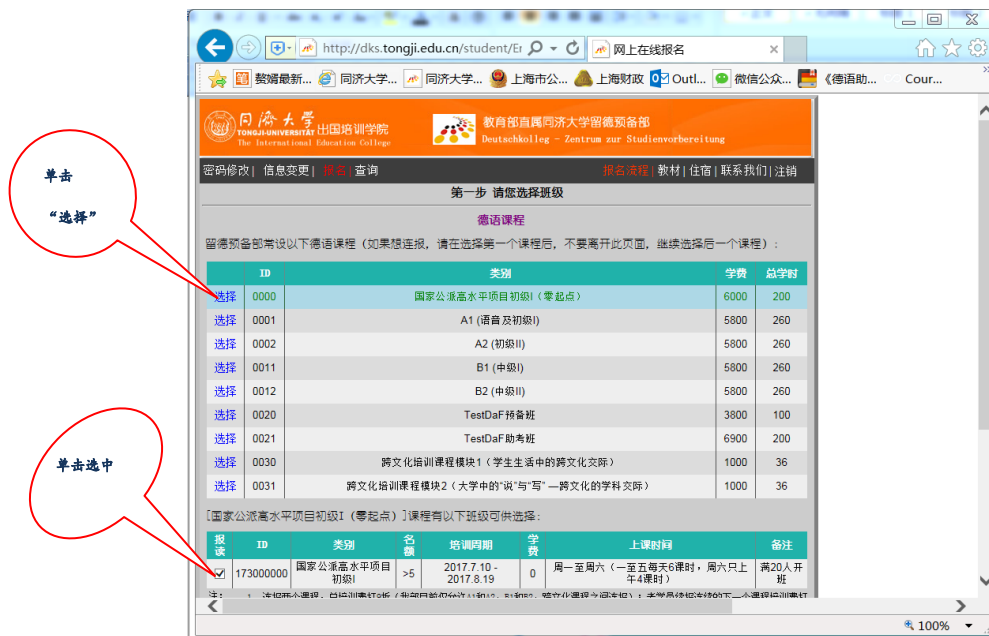 http://dks.tongji.edu.cn/student/Er
网上在线报名
同济大学...
同济大学...
上海市公...
上海财政
Outl...
微信公众...
《德语助...
Cour...
同济大学
TONGJI-UNIVERSITÄT
出国培训学院
The International Education College
教育部直属同济大学留德预备部
Deutschkolleg - Zentrum zur Studienvorbereitung
密码修改| 信息变更| 报名| 查询
报名流程| 教材| 住宿| 联系我们| 注销
单击
“选择”
第一步 请您选择班级
德语课程
留德预备部常设以下德语课程（如果想连报，请在选择第一个课程后，不要离开此页面，继续选择后一个课程）:
ID 类别 学费 总学时
选择 0000 国家公派高水平项目初级I（零起点） 6000 200
选择 0001 A1 (语音及初级I) 5800 260
选择 0002 A2 (初级II) 5800 260
选择 0011 B1 (中级I) 5800 260
选择 0012 B2 (中级II) 5800 260
选择 0020 TestDaF预备班 3800 100
选择 0021 TestDaF助考班 6900 200
选择 0030 跨文化培训课程模块1（学生生活中的跨文化交际） 1000 36
选择 0031 跨文化培训课程模块2（大学中的“说”与“写” —跨文化的学科交际） 1000 36
单击选中
[国家公派高水平项目初级I（零起点）]课程有以下班级可供选择:
报读 ID 类别 名额 培训周期 学费 上课时间 备注
173000000 国家公派高水平项目初级I >5 2017.7.10 - 2017.8.19 0 周一至周六（一至五每天6课时，周六只上午4课时） 满20人开班
100%